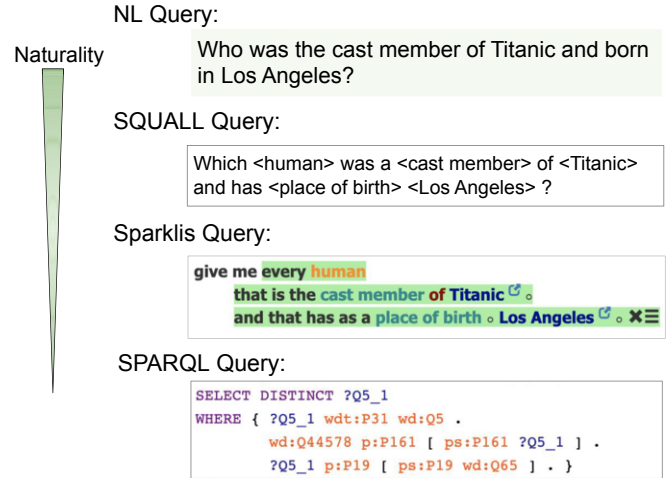 NL Query:
Naturality
Who was the cast member of Titanic and born
in Los Angeles?
SQUALL Query:
Which <human> was a <cast member> of <Titanic>
and has <place of birth> <Los Angeles> ?
Sparklis Query:
give me every human
that is the cast member of Titanic 。
and that has as a place of birth 。 Los Angeles 。
SPARQL Query:
SELECT DISTINCT ?Q5_1
WHERE { ?Q5_1 wdt:P31 wd:Q5 .
wd:Q44578 p:P161 [ ps:P161 ?Q5_1 ] .
?Q5_1 p:P19 [ ps:P19 wd:Q65 ] . }